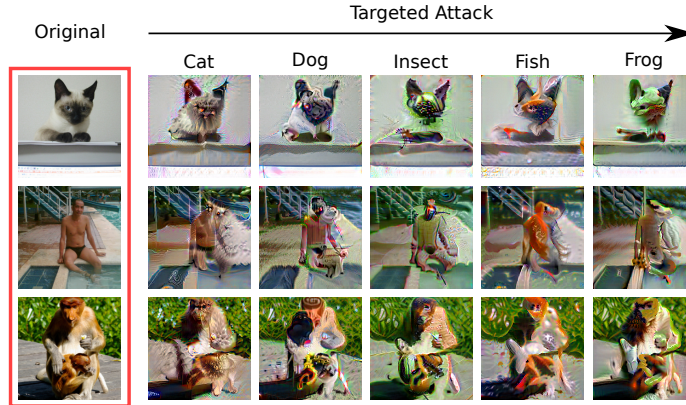 Targeted Attack
Original
Cat
Dog
Insect
Fish
Frog